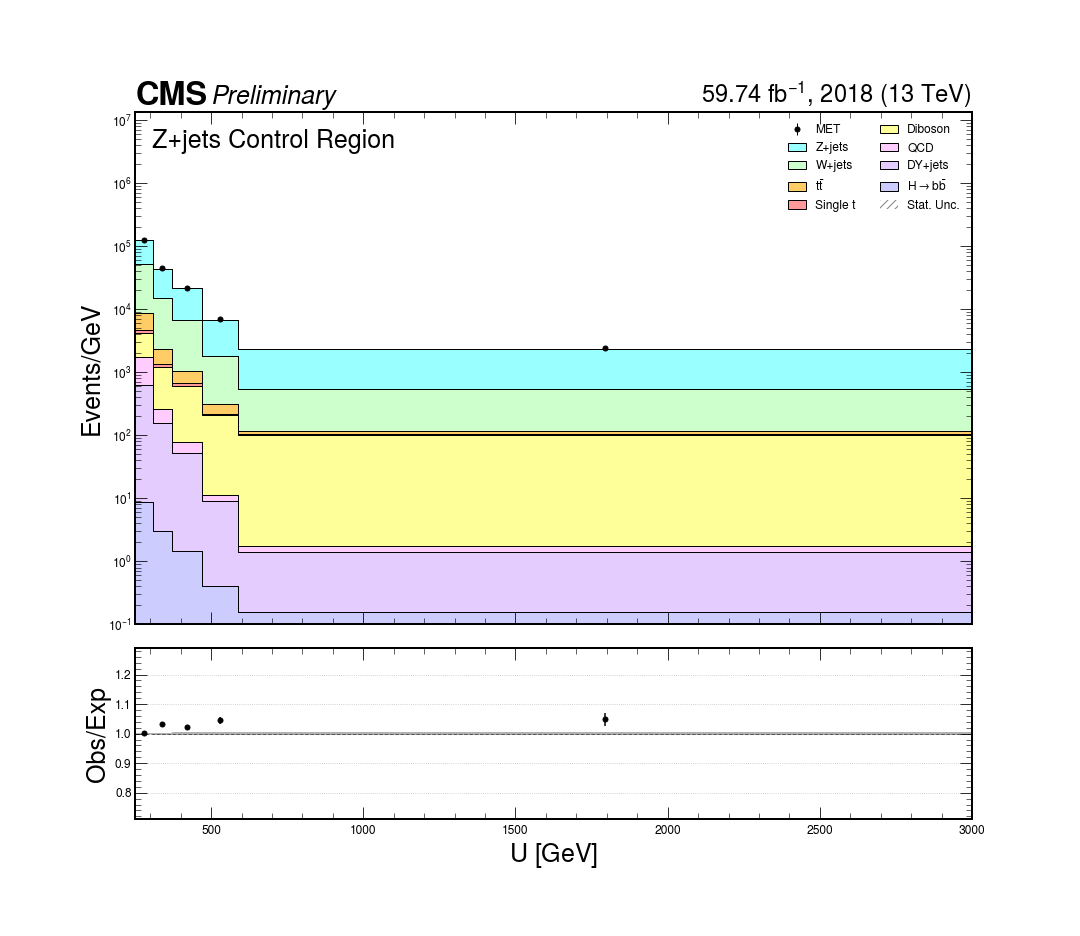 CMS Preliminary
59.74 fb⁻¹, 2018 (13 TeV)
Z+jets Control Region
MET
Z+jets
W+jets
tt̄
Single t
Diboson
QCD
DY+jets
H→bb̄
Stat. Unc.
Events/GeV
10⁷
10⁶
10⁵
10⁴
10³
10²
10¹
10⁰
10⁻¹
Obs/Exp
1.2
1.1
1.0
0.9
0.8
500 1000 1500 2000 2500 3000
U [GeV]